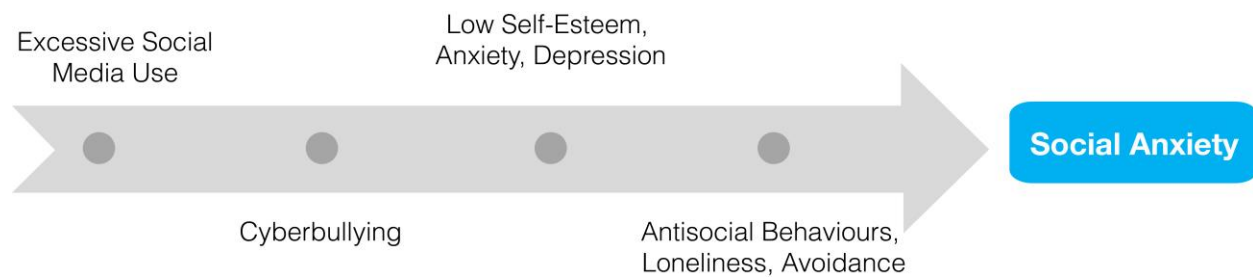 Excessive Social
Media Use
Cyberbullying
Low Self-Esteem,
Anxiety, Depression
Antisocial Behaviours,
Loneliness, Avoidance
Social Anxiety